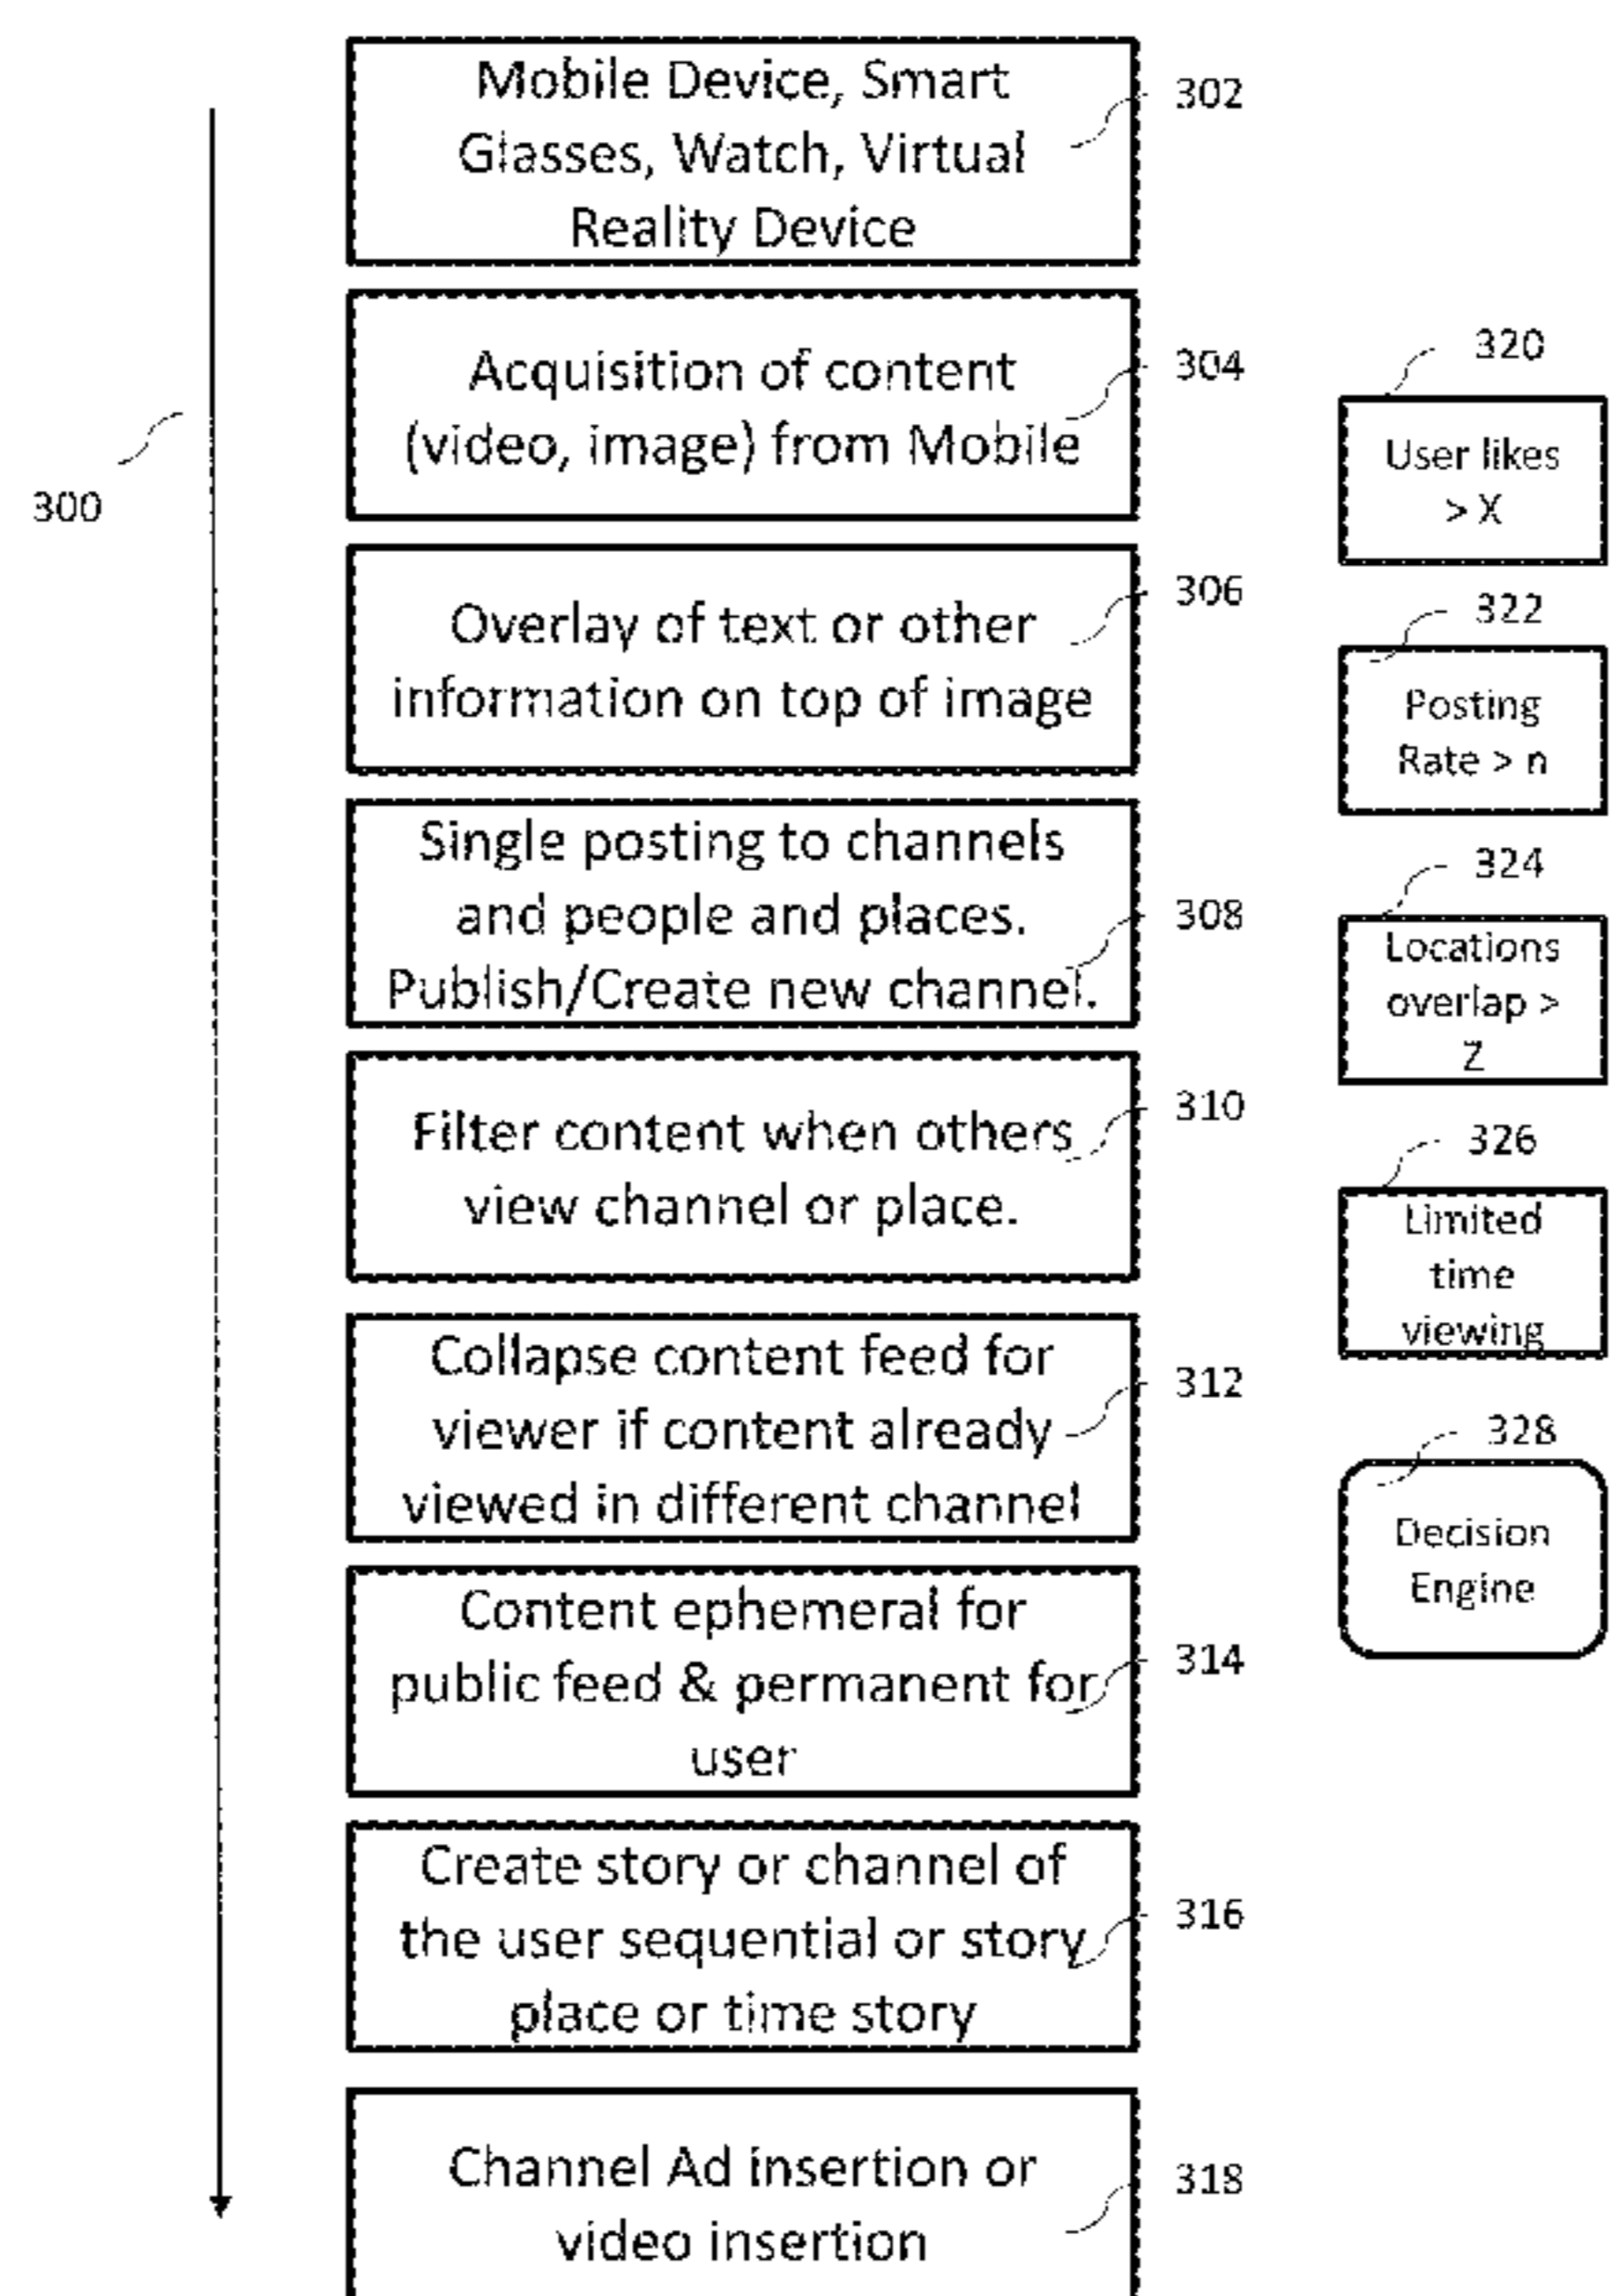 Mobile Device, Smart
Glasses, Watch, Virtual
Reality Device
302
Acquisition of content
(video, image) from Mobile
304
300
Overlay of text or other
information on top of image
306
Single posting to channels
and people and places.
Publish/Create new channel.
308
Filter content when others
view channel or place.
310
Collapse content feed for
viewer if content already
viewed in different channel
312
Content ephemeral for
public feed & permanent for
user
314
Create story or channel of
the user sequential or story
place or time story
316
Channel Ad insertion or
video insertion
318
320
User likes
> X
322
Posting
Rate > n
324
Locations
overlap >
Z
326
Limited
time
viewing
328
Decision
Engine